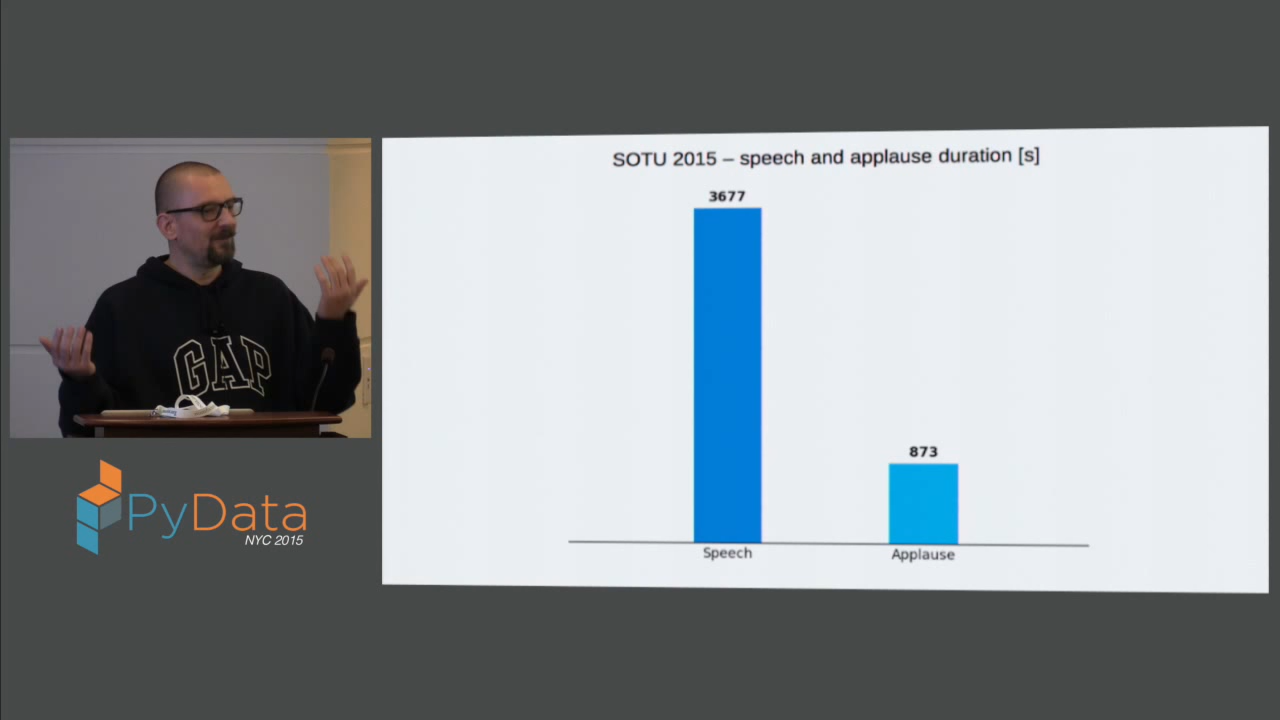 SOTU 2015 – speech and applause duration [s]
3677
873
Speech
Applause
GAP
PyData
NYC 2015